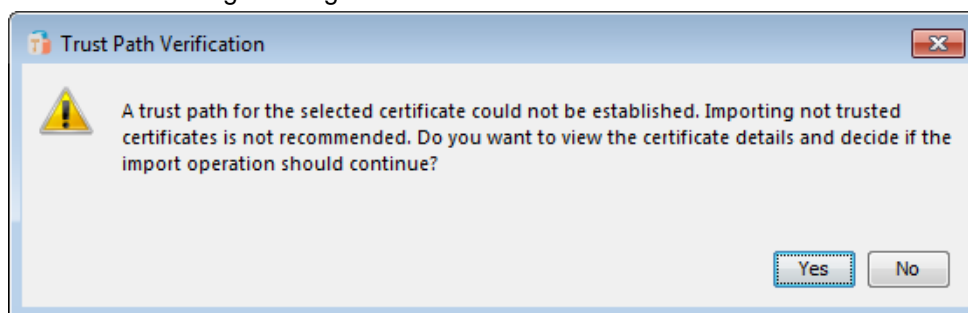 Trust Path Verification
A trust path for the selected certificate could not be established. Importing not trusted
certificates is not recommended. Do you want to view the certificate details and decide if the
import operation should continue?
Yes
No